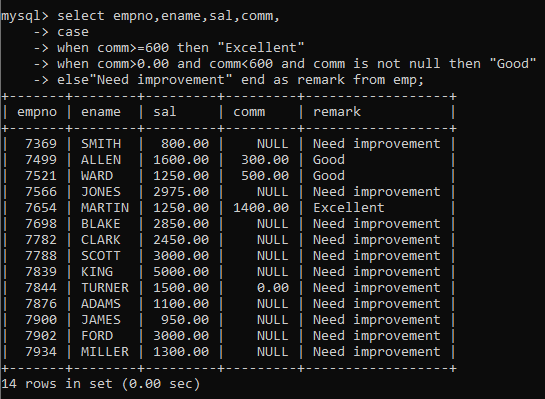 mysql> select empno,ename,sal,comm,
    -> case
    -> when comm>=600 then "Excellent"
    -> when comm>0.00 and comm<600 and comm is not null then "Good"
    -> else"Need improvement" end as remark from emp;
+-------+--------+---------+---------+------------------+
| empno | ename  | sal     | comm    | remark           |
+-------+--------+---------+---------+------------------+
|  7369 | SMITH  |  800.00 |    NULL | Need improvement |
|  7499 | ALLEN  | 1600.00 |  300.00 | Good             |
|  7521 | WARD   | 1250.00 |  500.00 | Good             |
|  7566 | JONES  | 2975.00 |    NULL | Need improvement |
|  7654 | MARTIN | 1250.00 | 1400.00 | Excellent        |
|  7698 | BLAKE  | 2850.00 |    NULL | Need improvement |
|  7782 | CLARK  | 2450.00 |    NULL | Need improvement |
|  7788 | SCOTT  | 3000.00 |    NULL | Need improvement |
|  7839 | KING   | 5000.00 |    NULL | Need improvement |
|  7844 | TURNER | 1500.00 |    0.00 | Need improvement |
|  7876 | ADAMS  | 1100.00 |    NULL | Need improvement |
|  7900 | JAMES  |  950.00 |    NULL | Need improvement |
|  7902 | FORD   | 3000.00 |    NULL | Need improvement |
|  7934 | MILLER | 1300.00 |    NULL | Need improvement |
+-------+--------+---------+---------+------------------+
14 rows in set (0.00 sec)